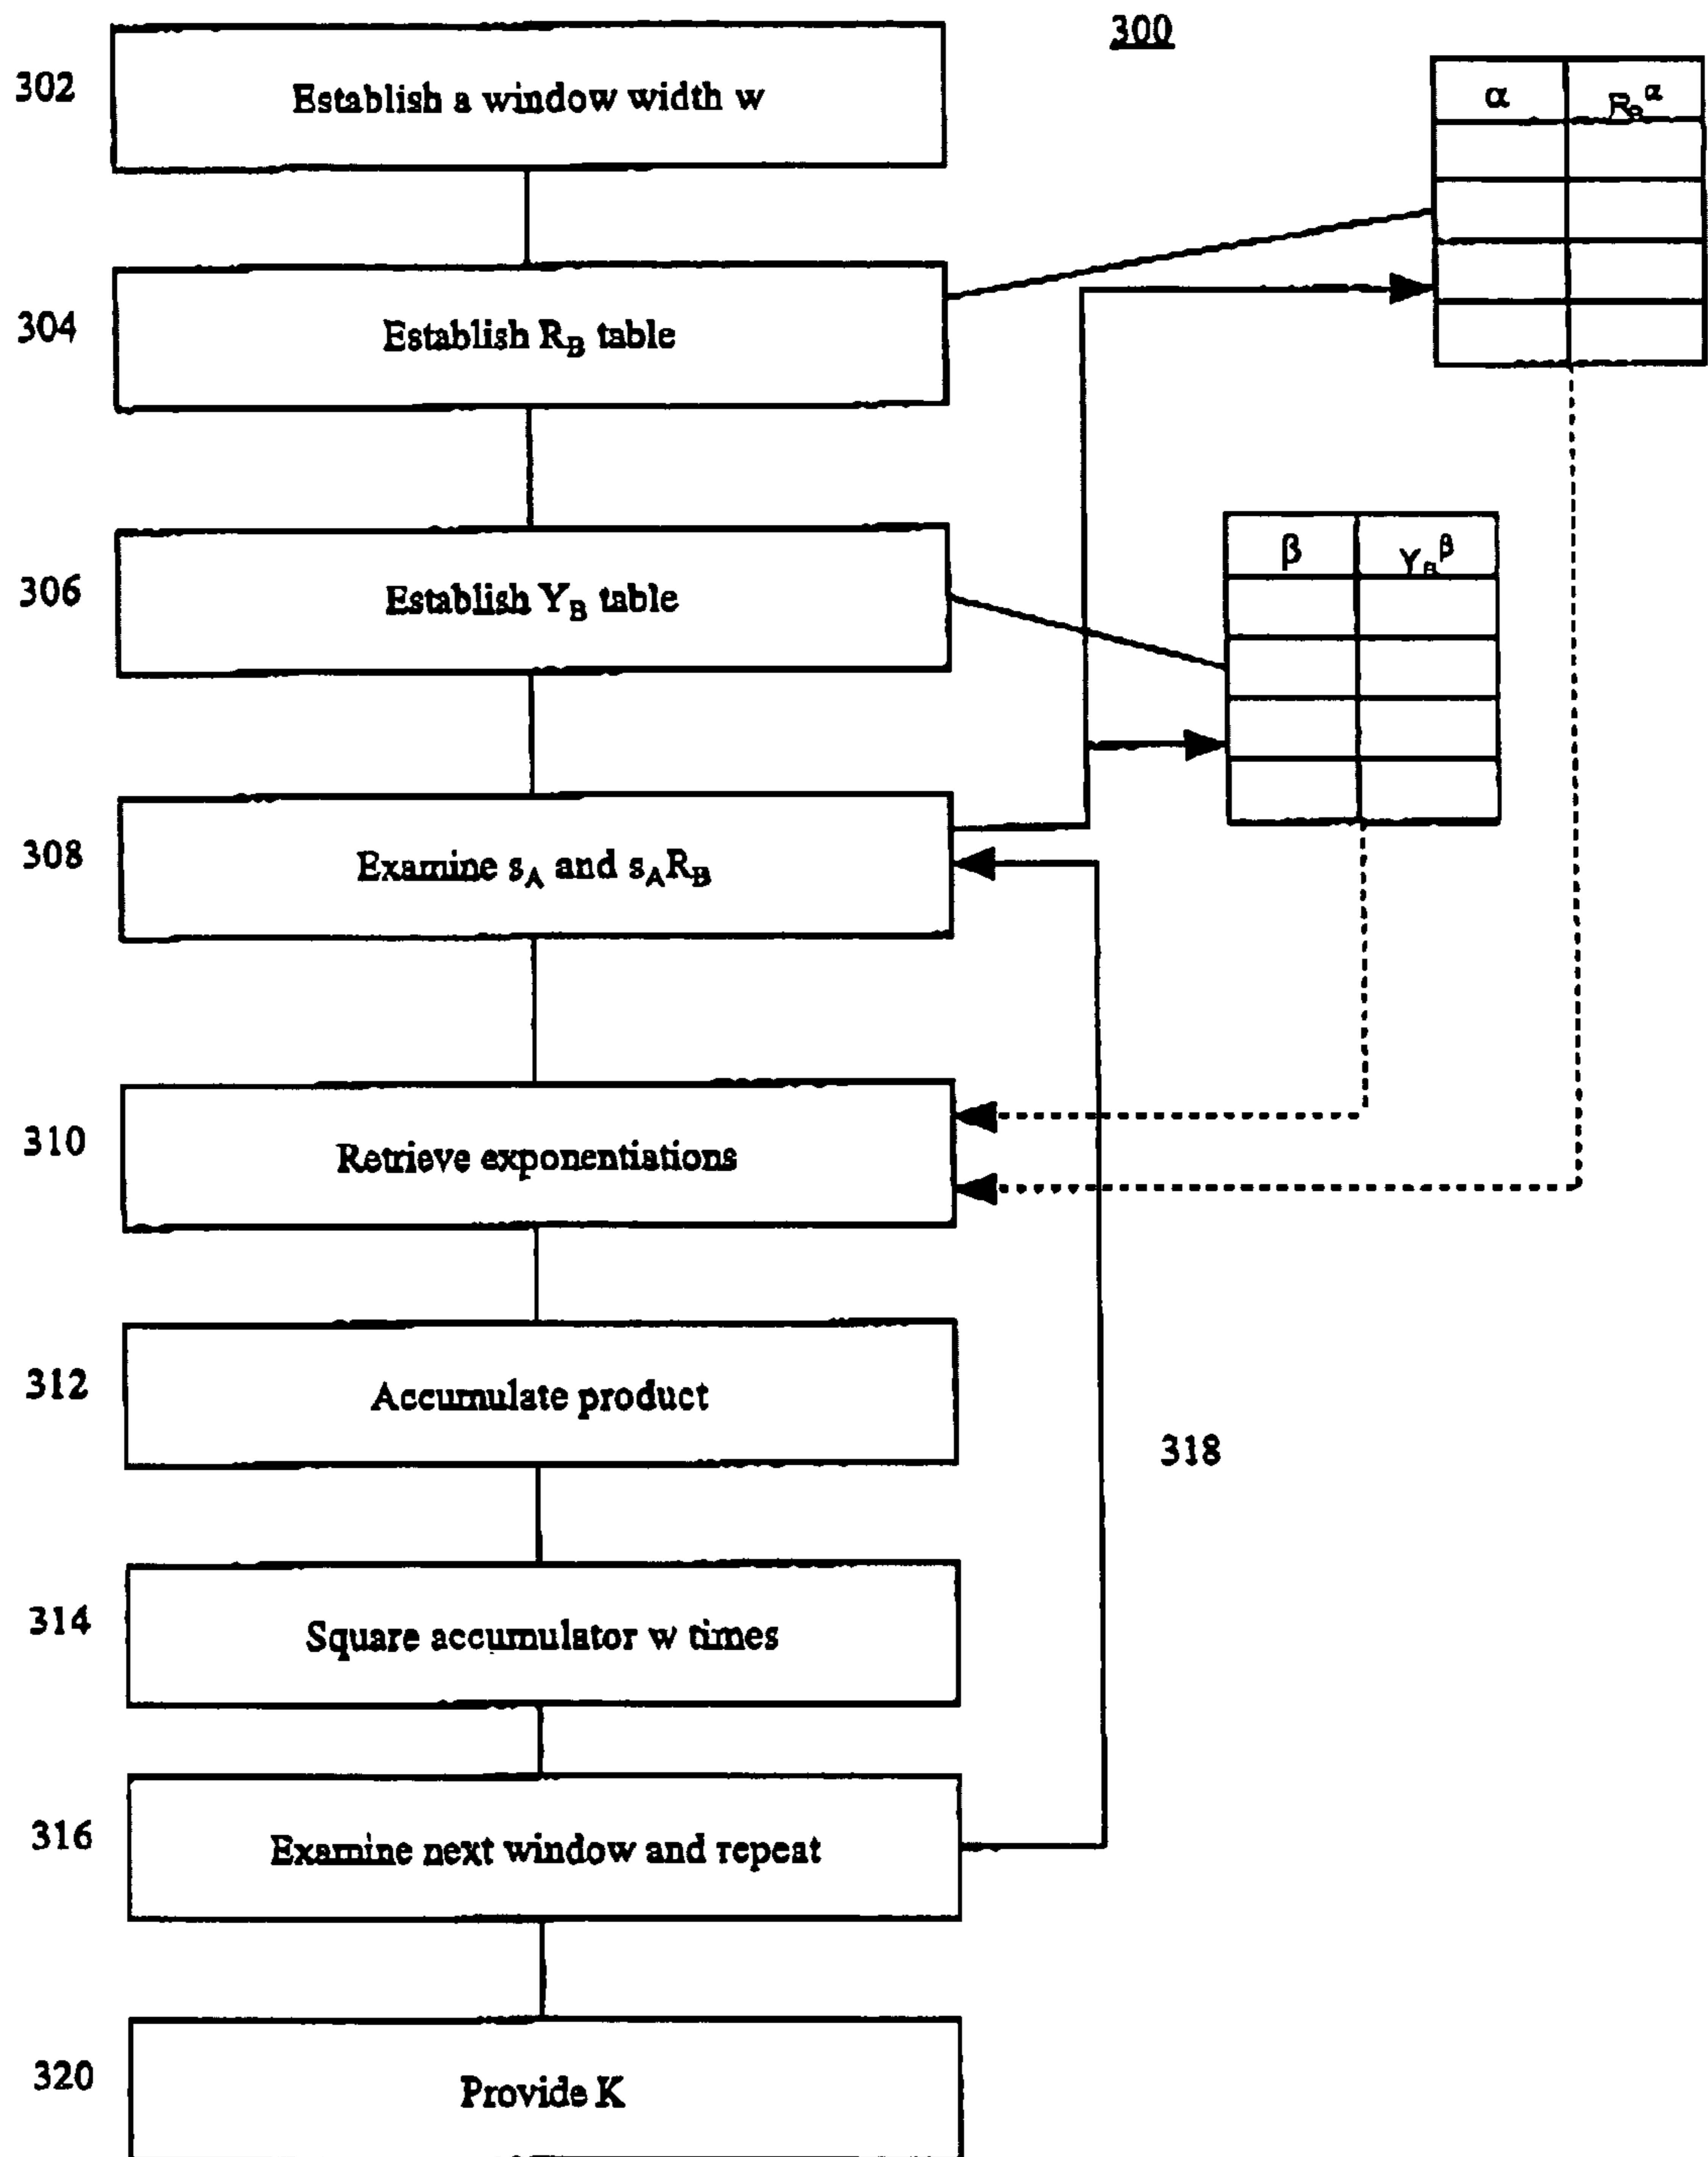 300
302
Establish a window width w
α
R_B^α
304
Establish R_B table
β
Y_B^β
306
Establish Y_B table
308
Examine s_A and s_AR_B
310
Retrieve exponentiations
312
Accumulate product
318
314
Square accumulator w times
316
Examine next window and repeat
320
Provide K